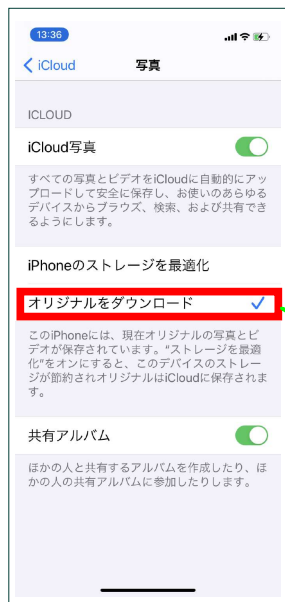 13:36
iCloud
写真
ICLOUD
iCloud写真
すべての写真とビデオをiCloudに自動的にアッ
プロードして安全に保存し、お使いのあらゆる
デバイスからブラウズ、検索、および共有でき
るようにします。
iPhoneのストレージを最適化
オリジナルをダウンロード
このiPhoneには、現在オリジナルの写真とビ
デオが保存されています。“ストレージを最適
化”をオンにすると、このデバイスのストレー
ジが節約されオリジナルはiCloudに保存されま
す。
共有アルバム
ほかの人と共有するアルバムを作成したり、ほ
かの人の共有アルバムに参加したりします。